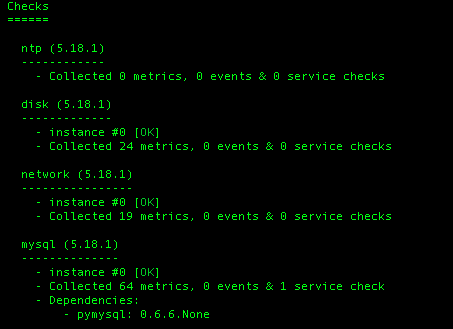 Checks
======
ntp (5.18.1)
------------
- Collected 0 metrics, 0 events & 0 service checks
disk (5.18.1)
-------------
- instance #0 [OK]
- Collected 24 metrics, 0 events & 0 service checks
network (5.18.1)
----------------
- instance #0 [OK]
- Collected 19 metrics, 0 events & 0 service checks
mysql (5.18.1)
--------------
- instance #0 [OK]
- Collected 64 metrics, 0 events & 1 service check
- Dependencies:
- pymysql: 0.6.6.None